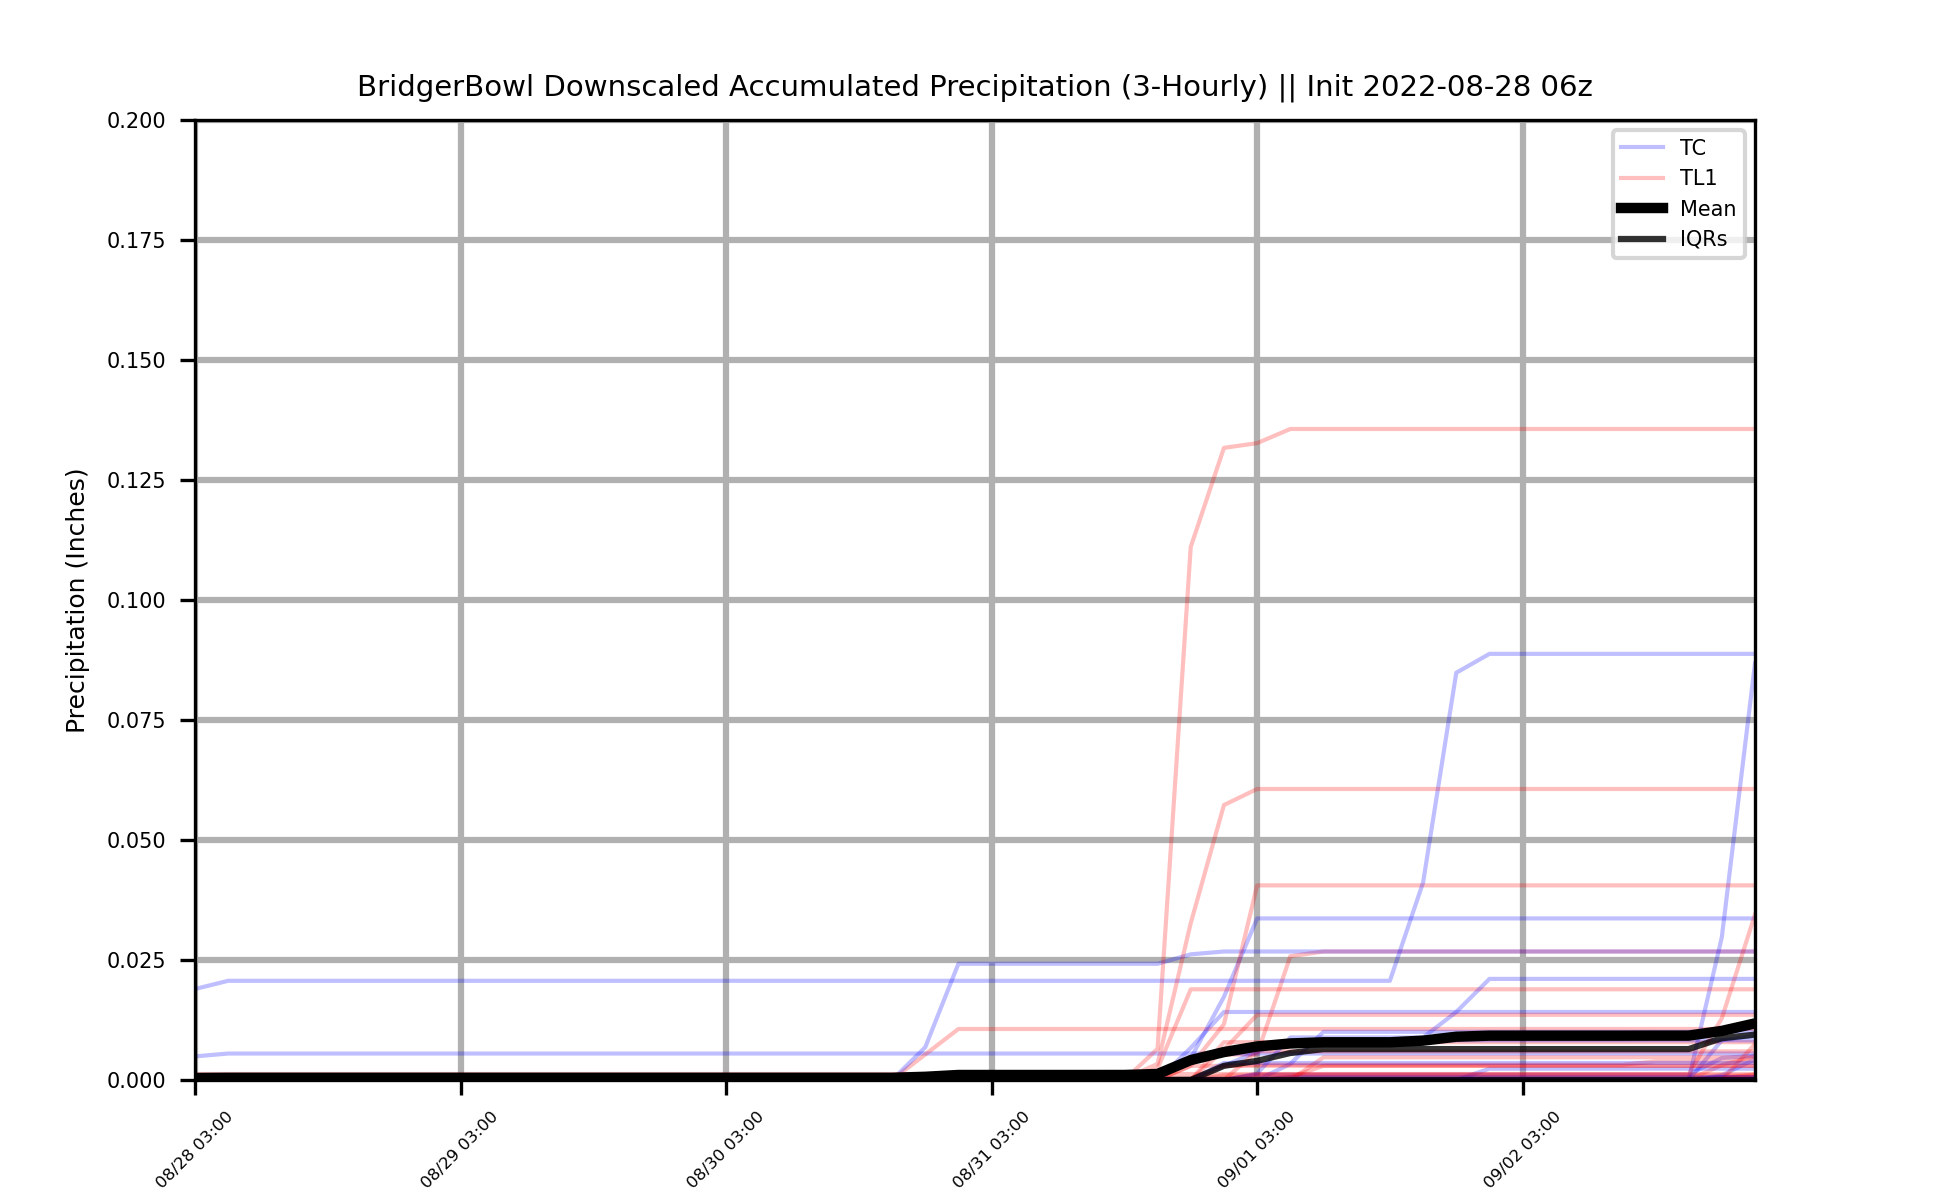 BridgerBowl Downscaled Accumulated Precipitation (3-Hourly) || Init 2022-08-28 06z
Precipitation (Inches)
0.200
0.175
0.150
0.125
0.100
0.075
0.050
0.025
0.000
TC
TL1
Mean
IQRs
08/28 03:00
08/29 03:00
08/30 03:00
08/31 03:00
09/01 03:00
09/02 03:00